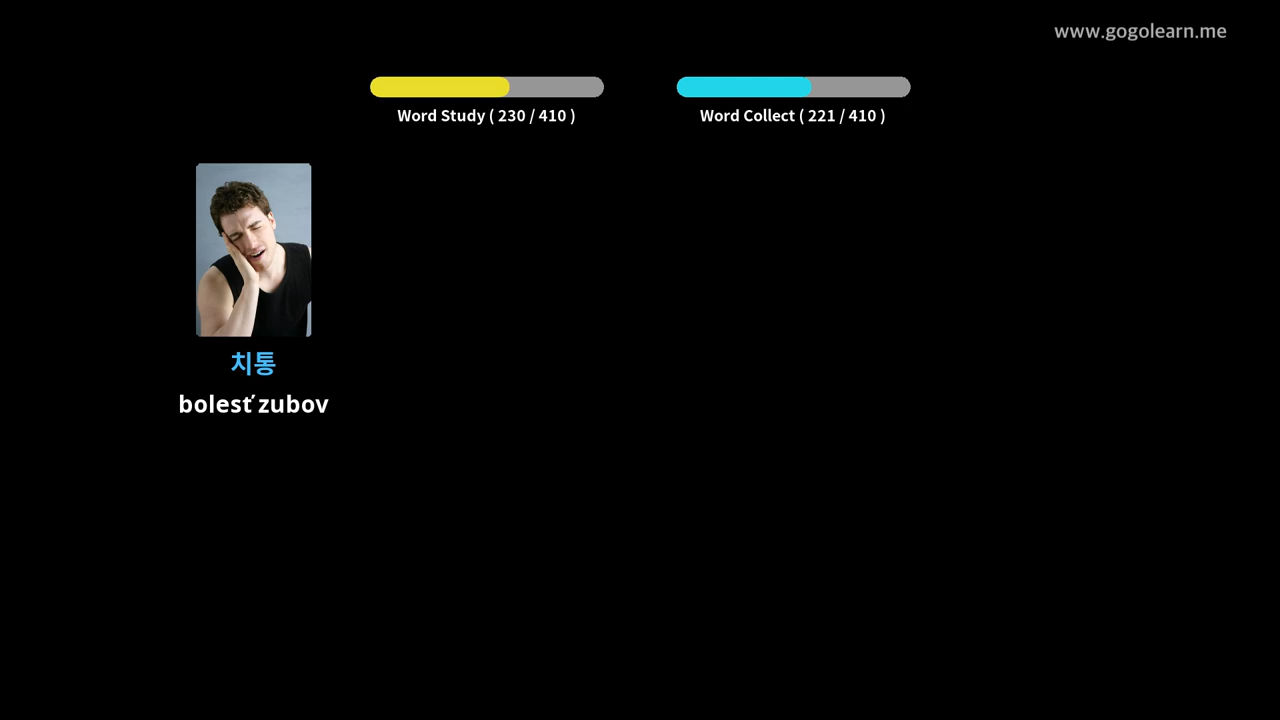 www.gogolearn.me
Word Study ( 230 / 410 )
Word Collect ( 221 / 410 )
치통
bolesť zubov